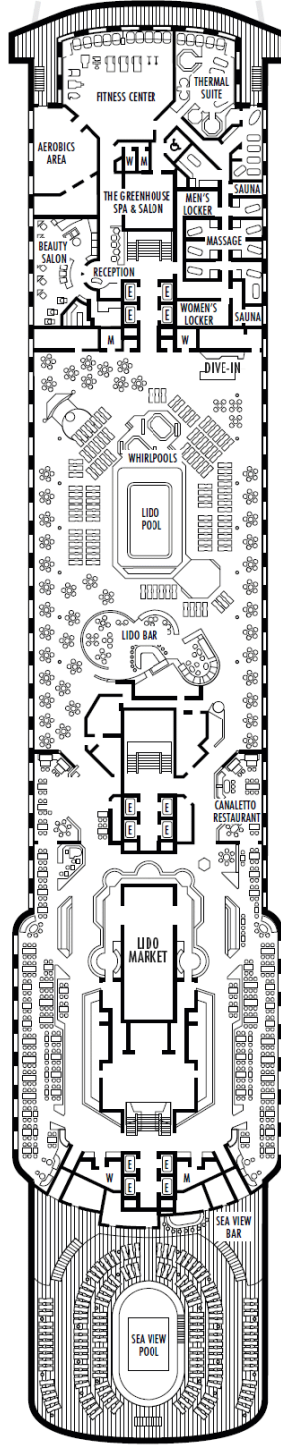 THERMAL
SUITE
FITNESS CENTER
AEROBICS
AREA
W M
THE GREENHOUSE
SPA & SALON
SAUNA
MEN'S
LOCKER
MASSAGE
BEAUTY
SALON
RECEPTION
E E
E E
WOMEN'S
LOCKER
SAUNA
M W
DIVE-IN
WHIRLPOOLS
LIDO
POOL
LIDO BAR
E E
E E
CANALETTO
RESTAURANT
LIDO
MARKET
E E
W M
E E
SEA VIEW
BAR
SEA VIEW
POOL